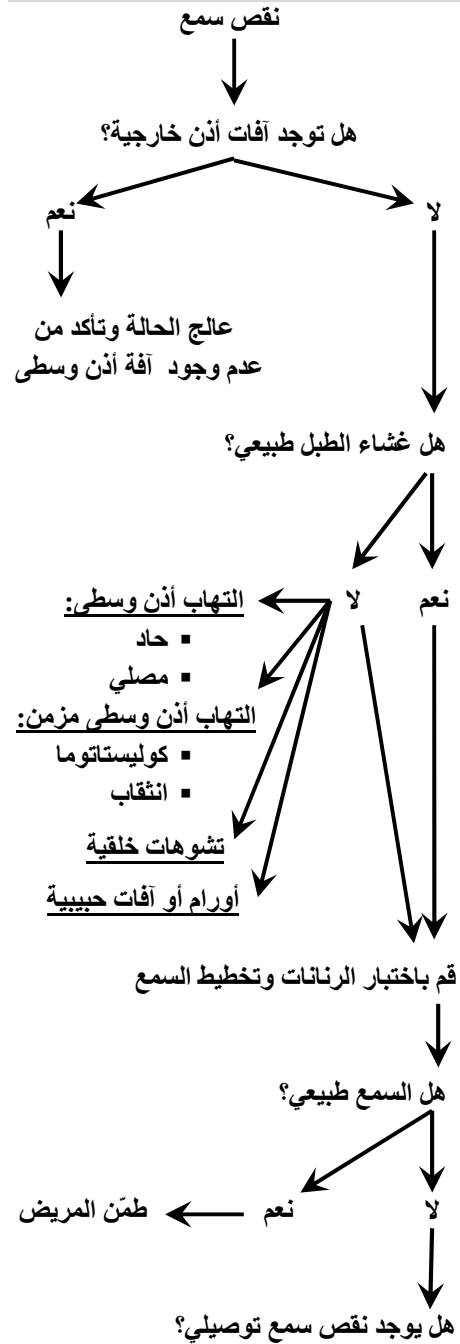 نقص سمع
هل توجد آفات أذن خارجية؟
لا
نعم
عالج الحالة وتأكد من
عدم وجود آفة أذن وسطى
هل غشاء الطبل طبيعي؟
نعم
لا
التهاب أذن وسطى:
▪ حاد
▪ مصلي
التهاب أذن وسطى مزمن:
▪ كوليستاتوما
▪ انثقاب
تشوهات خلقية
أورام أو آفات حبيبية
قم باختبار الرنانات وتخطيط السمع
هل السمع طبيعي؟
لا
نعم
طمّن المريض
هل يوجد نقص سمع توصيلي؟